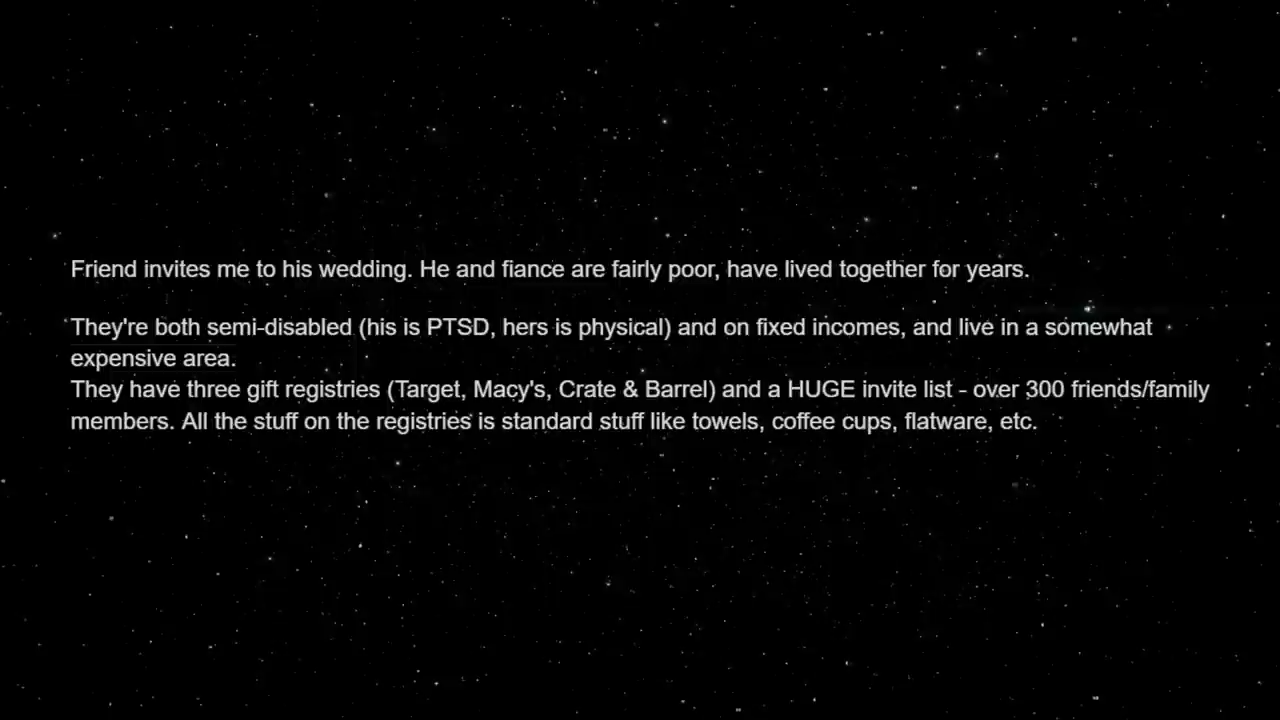 Friend invites me to his wedding. He and fiance are fairly poor, have lived together for years.
They're both semi-disabled (his is PTSD, hers is physical) and on fixed incomes, and live in a somewhat
expensive area.
They have three gift registries (Target, Macy's, Crate & Barrel) and a HUGE invite list - over 300 friends/family
members. All the stuff on the registries is standard stuff like towels, coffee cups, flatware, etc.